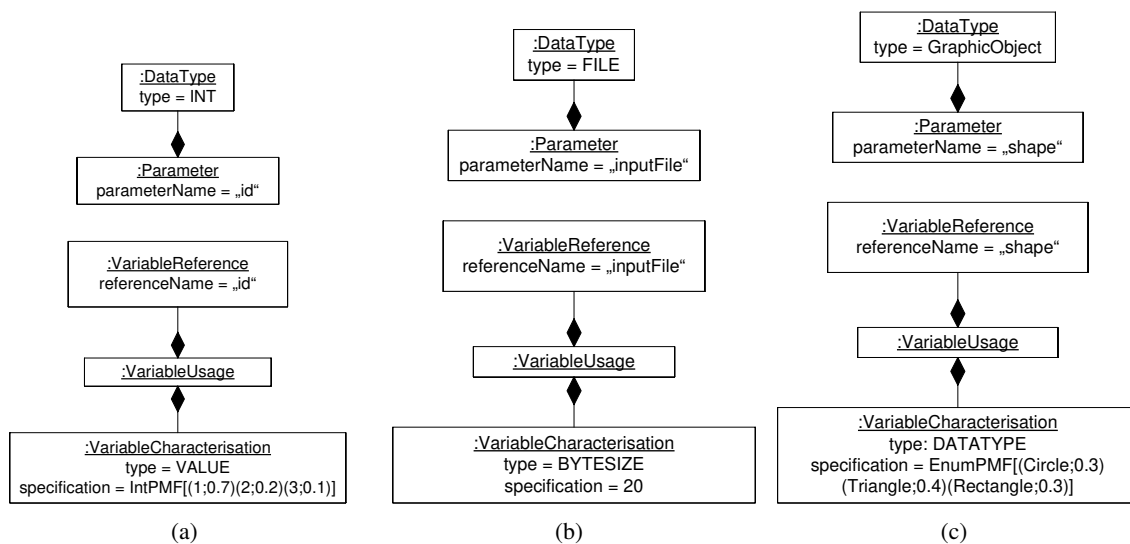 :DataType
type = INT
:Parameter
parameterName = „id“
:VariableReference
referenceName = „id“
:VariableUsage
:VariableCharacterisation
type = VALUE
specification = IntPMF[(1;0.7)(2;0.2)(3;0.1)]
(a)
:DataType
type = FILE
:Parameter
parameterName = „inputFile“
:VariableReference
referenceName = „inputFile“
:VariableUsage
:VariableCharacterisation
type = BYTESIZE
specification = 20
(b)
:DataType
type = GraphicObject
:Parameter
parameterName = „shape“
:VariableReference
referenceName = „shape“
:VariableUsage
:VariableCharacterisation
type: DATATYPE
specification = EnumPMF[(Circle;0.3)
(Triangle;0.4)(Rectangle;0.3)]
(c)